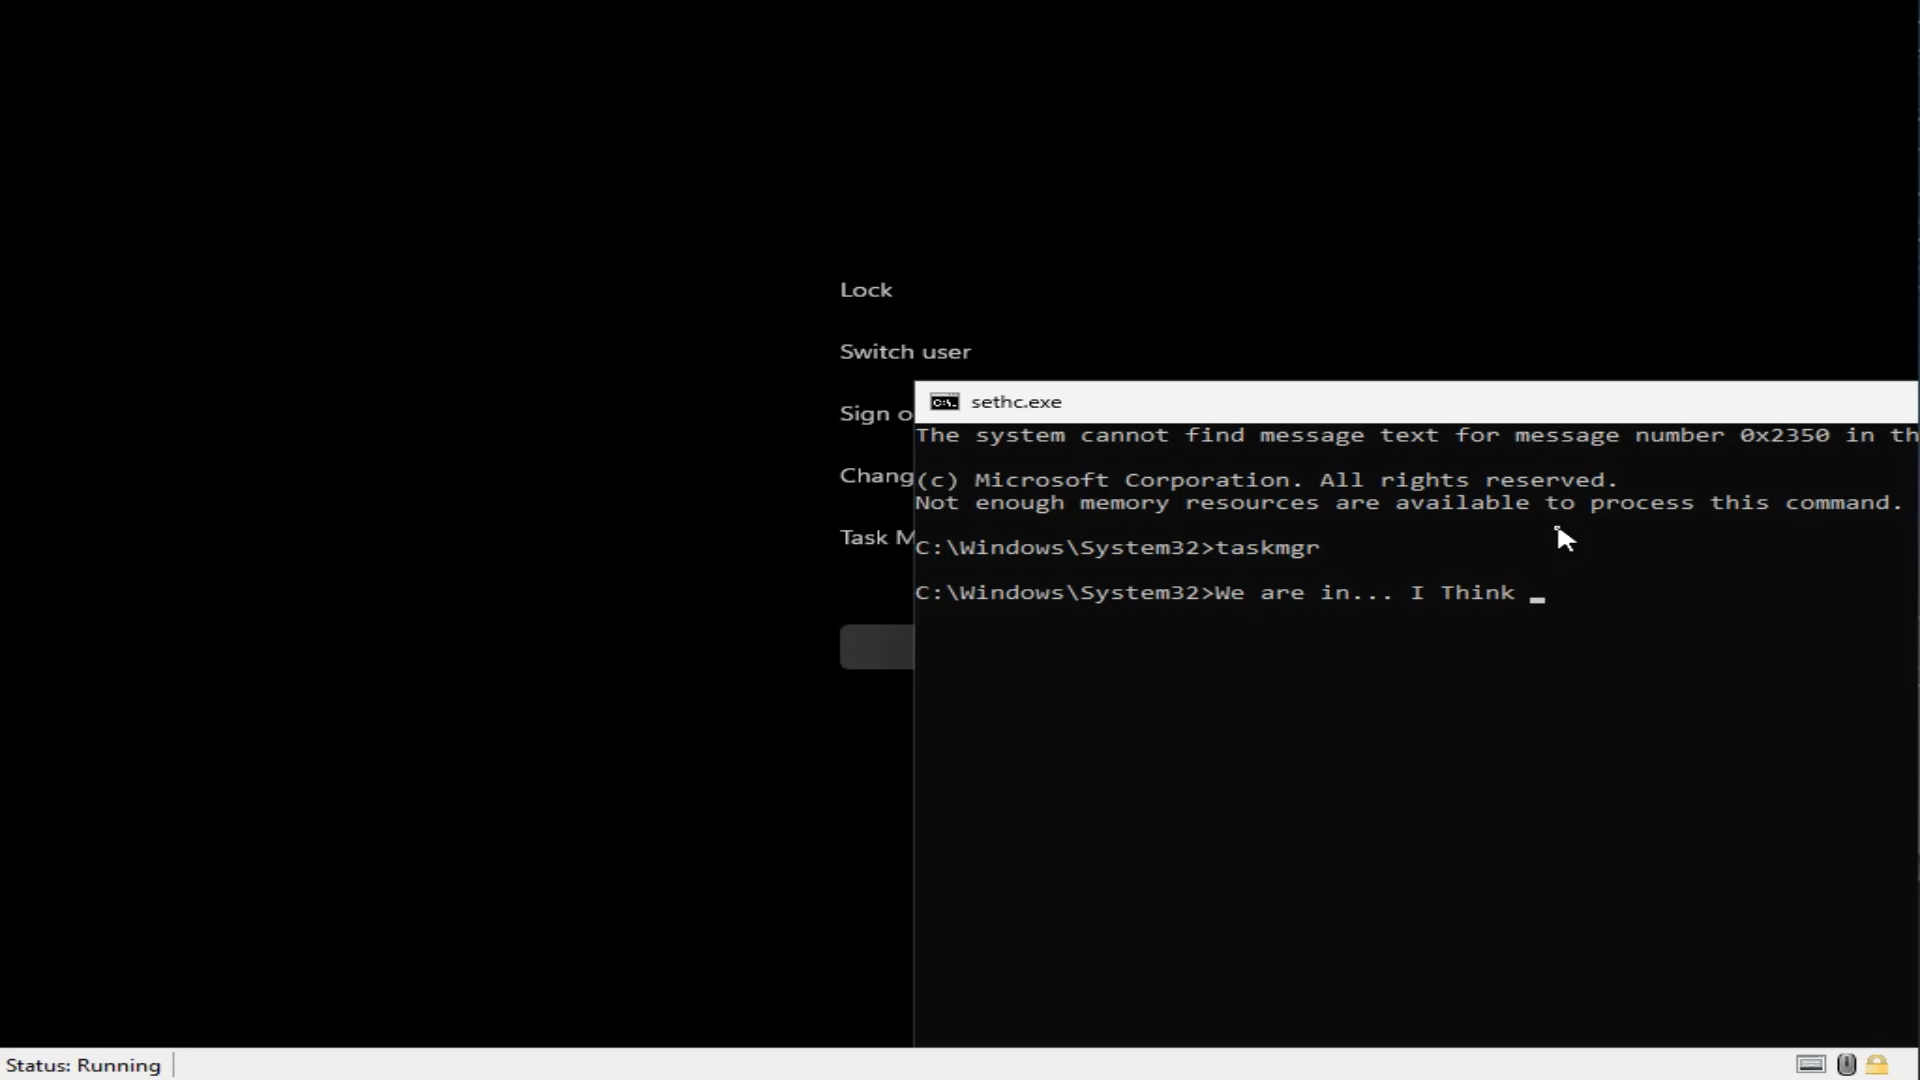 Lock
Switch user
Sign o
Chang
Task M
sethc.exe
The system cannot find message text for message number 0x2350 in th
(c) Microsoft Corporation. All rights reserved.
Not enough memory resources are available to process this command.
C:\Windows\System32>taskmgr
C:\Windows\System32>We are in... I Think _
Status: Running